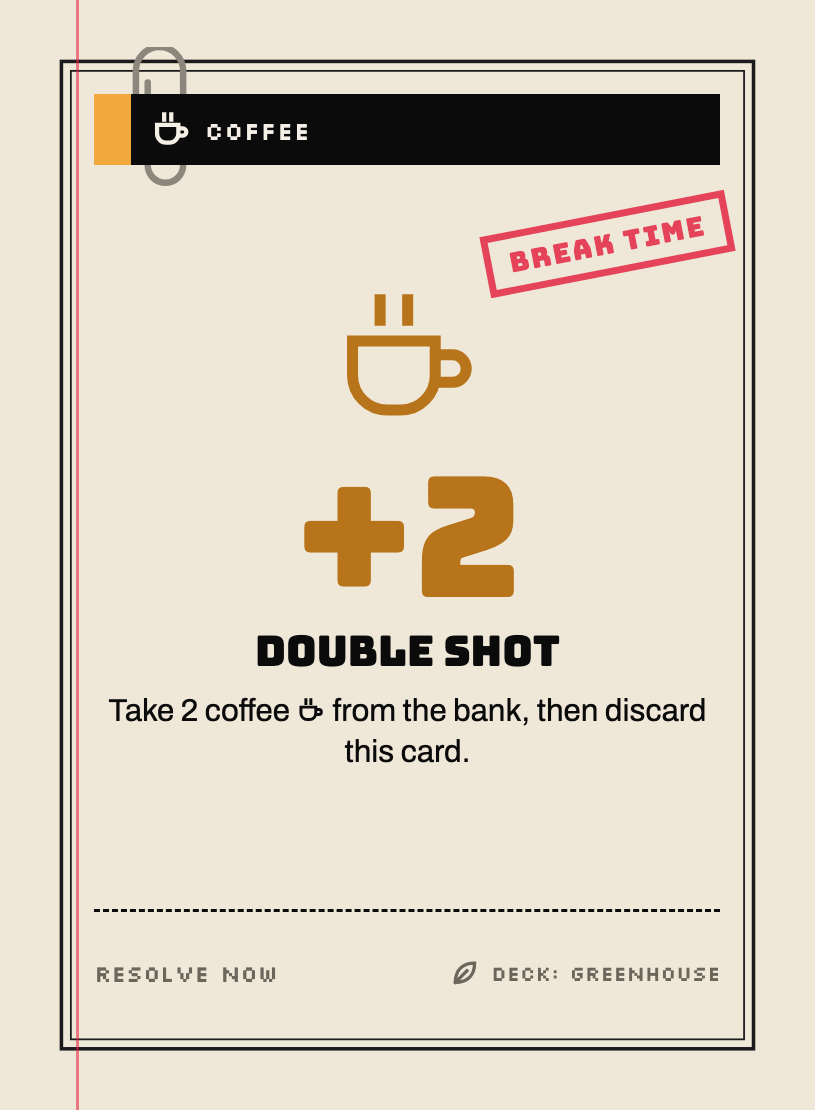 COFFEE
BREAK TIME
+2
DOUBLE SHOT
Take 2 coffee from the bank, then discard
this card.
RESOLVE NOW
DECK: GREENHOUSE